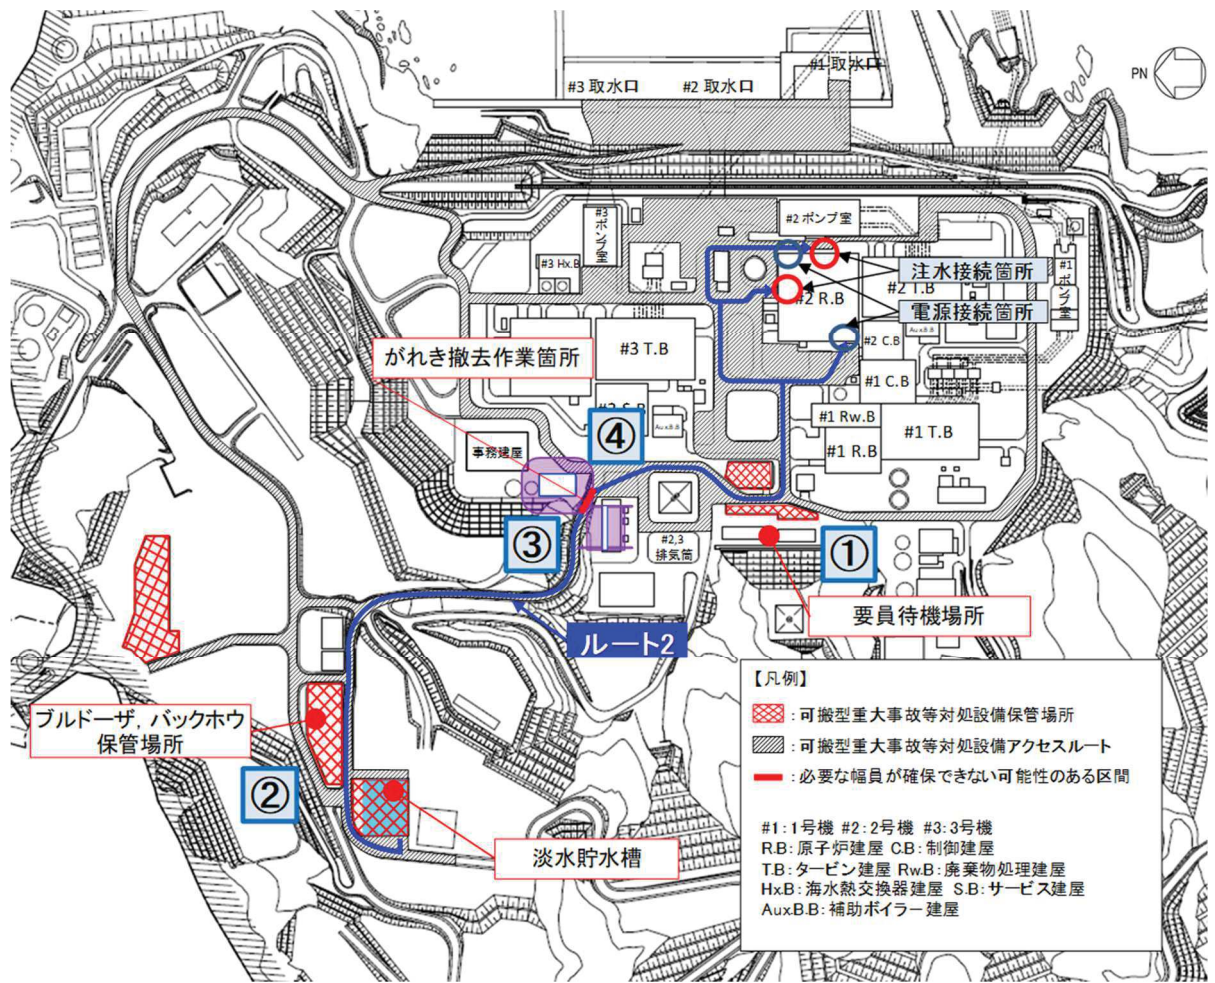 #1 取水口
#3 取水口
#2 取水口
PN
#2 ポンプ室
#3 ポンプ室
#3 Hx.B
#1 ポンプ室
注水接続箇所
#2 T.B
#2 R.B
電源接続箇所
Aux.B.B
#2 C.B
#3 T.B
がれき撤去作業箇所
#1 C.B
④
Aux.B.B
#1 Rw.B
#1 T.B
#1 R.B
事務建屋
③
#2,3
排気筒
①
要員待機場所
ルート2
ブルドーザ,バックホウ
保管場所
②
淡水貯水槽
【凡例】
:可搬型重大事故等対処設備保管場所
:可搬型重大事故等対処設備アクセスルート
:必要な幅員が確保できない可能性のある区間
#1:1号機 #2:2号機 #3:3号機
R.B:原子炉建屋 C.B:制御建屋
T.B:タービン建屋 Rw.B:廃棄物処理建屋
Hx.B:海水熱交換器建屋 S.B:サービス建屋
Aux.B.B:補助ボイラー建屋